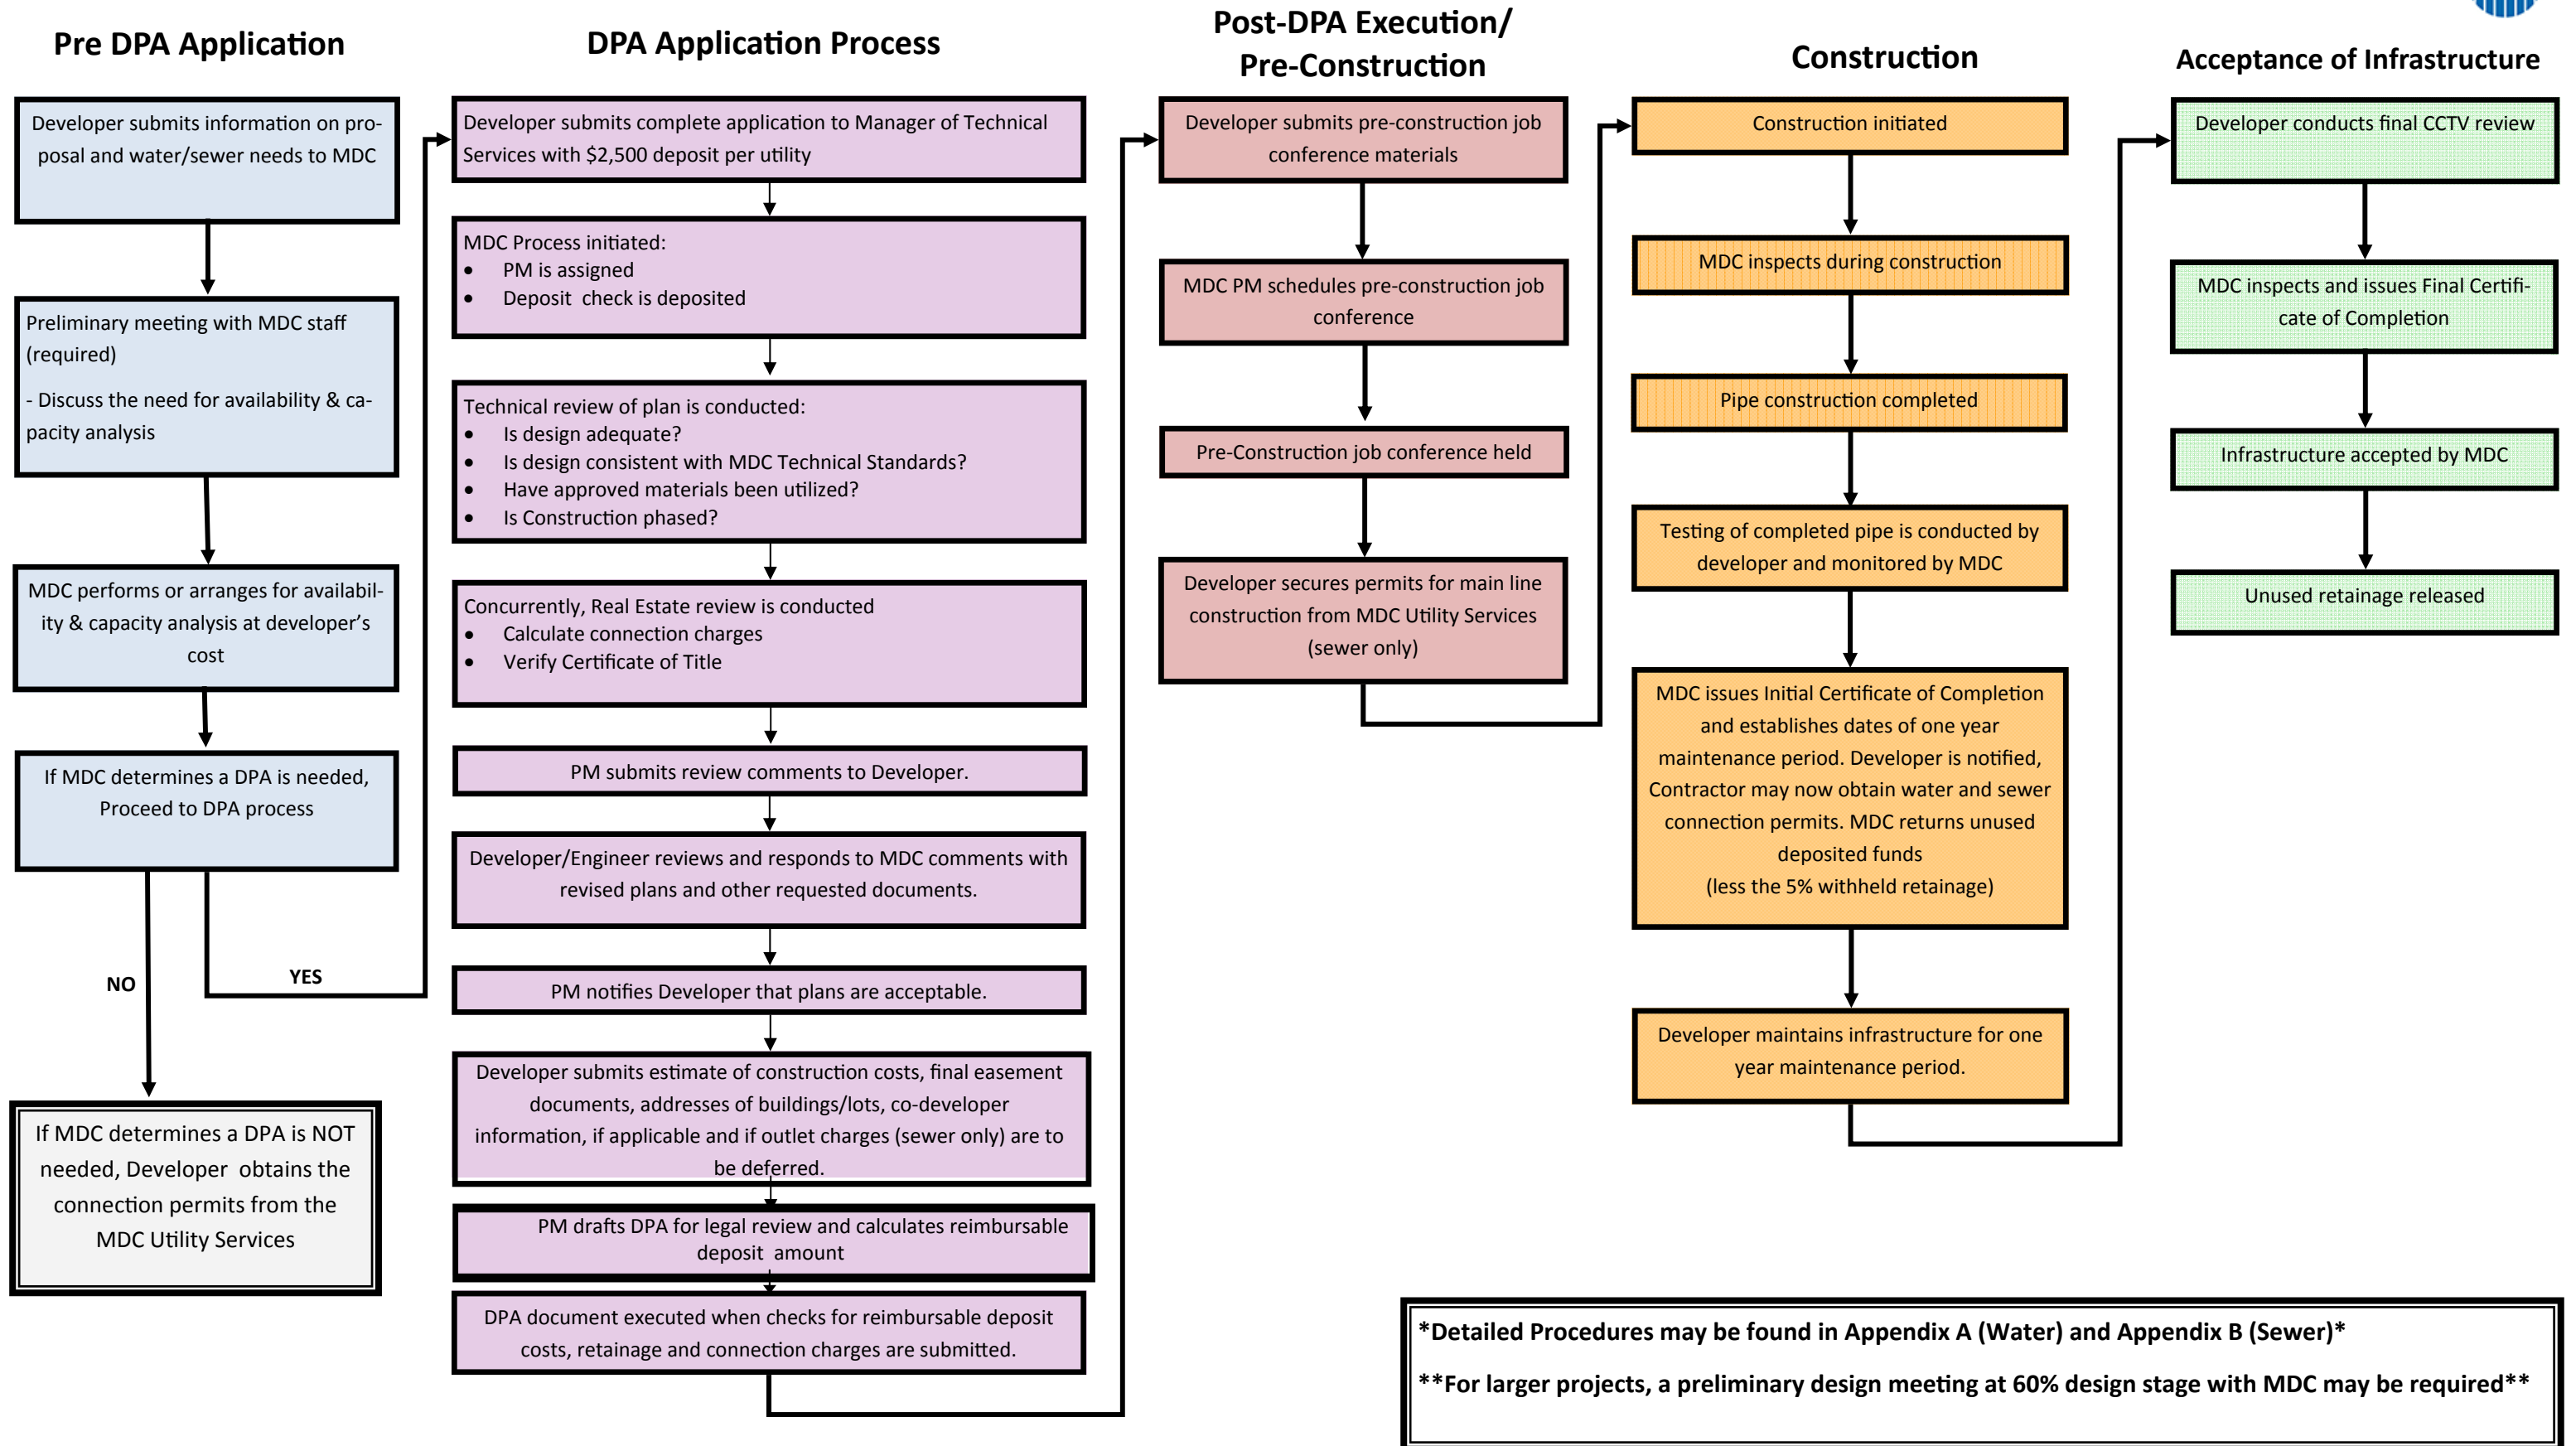 Pre DPA Application
Developer submits information on pro-
posal and water/sewer needs to MDC
Preliminary meeting with MDC staff
(required)
- Discuss the need for availability & ca-
pacity analysis
MDC performs or arranges for availabil-
ity & capacity analysis at developer's
cost
If MDC determines a DPA is needed,
Proceed to DPA process
NO
YES
If MDC determines a DPA is NOT
needed, Developer  obtains the
connection permits from the
MDC Utility Services
DPA Application Process
Developer submits complete application to Manager of Technical
Services with $2,500 deposit per utility
MDC Process initiated:
• PM is assigned
• Deposit  check is deposited
Technical review of plan is conducted:
• Is design adequate?
• Is design consistent with MDC Technical Standards?
• Have approved materials been utilized?
• Is Construction phased?
Concurrently, Real Estate review is conducted
• Calculate connection charges
• Verify Certificate of Title
PM submits review comments to Developer.
Developer/Engineer reviews and responds to MDC comments with
revised plans and other requested documents.
PM notifies Developer that plans are acceptable.
Developer submits estimate of construction costs, final easement
documents, addresses of buildings/lots, co-developer
information, if applicable and if outlet charges (sewer only) are to
be deferred.
PM drafts DPA for legal review and calculates reimbursable
deposit  amount
DPA document executed when checks for reimbursable deposit
costs, retainage and connection charges are submitted.
Post-DPA Execution/
Pre-Construction
Developer submits pre-construction job
conference materials
MDC PM schedules pre-construction job
conference
Pre-Construction job conference held
Developer secures permits for main line
construction from MDC Utility Services
(sewer only)
Construction
Construction initiated
MDC inspects during construction
Pipe construction completed
Testing of completed pipe is conducted by
developer and monitored by MDC
MDC issues Initial Certificate of Completion
and establishes dates of one year
maintenance period. Developer is notified,
Contractor may now obtain water and sewer
connection permits. MDC returns unused
deposited funds
(less the 5% withheld retainage)
Developer maintains infrastructure for one
year maintenance period.
Acceptance of Infrastructure
Developer conducts final CCTV review
MDC inspects and issues Final Certifi-
cate of Completion
Infrastructure accepted by MDC
Unused retainage released
*Detailed Procedures may be found in Appendix A (Water) and Appendix B (Sewer)*
**For larger projects, a preliminary design meeting at 60% design stage with MDC may be required**